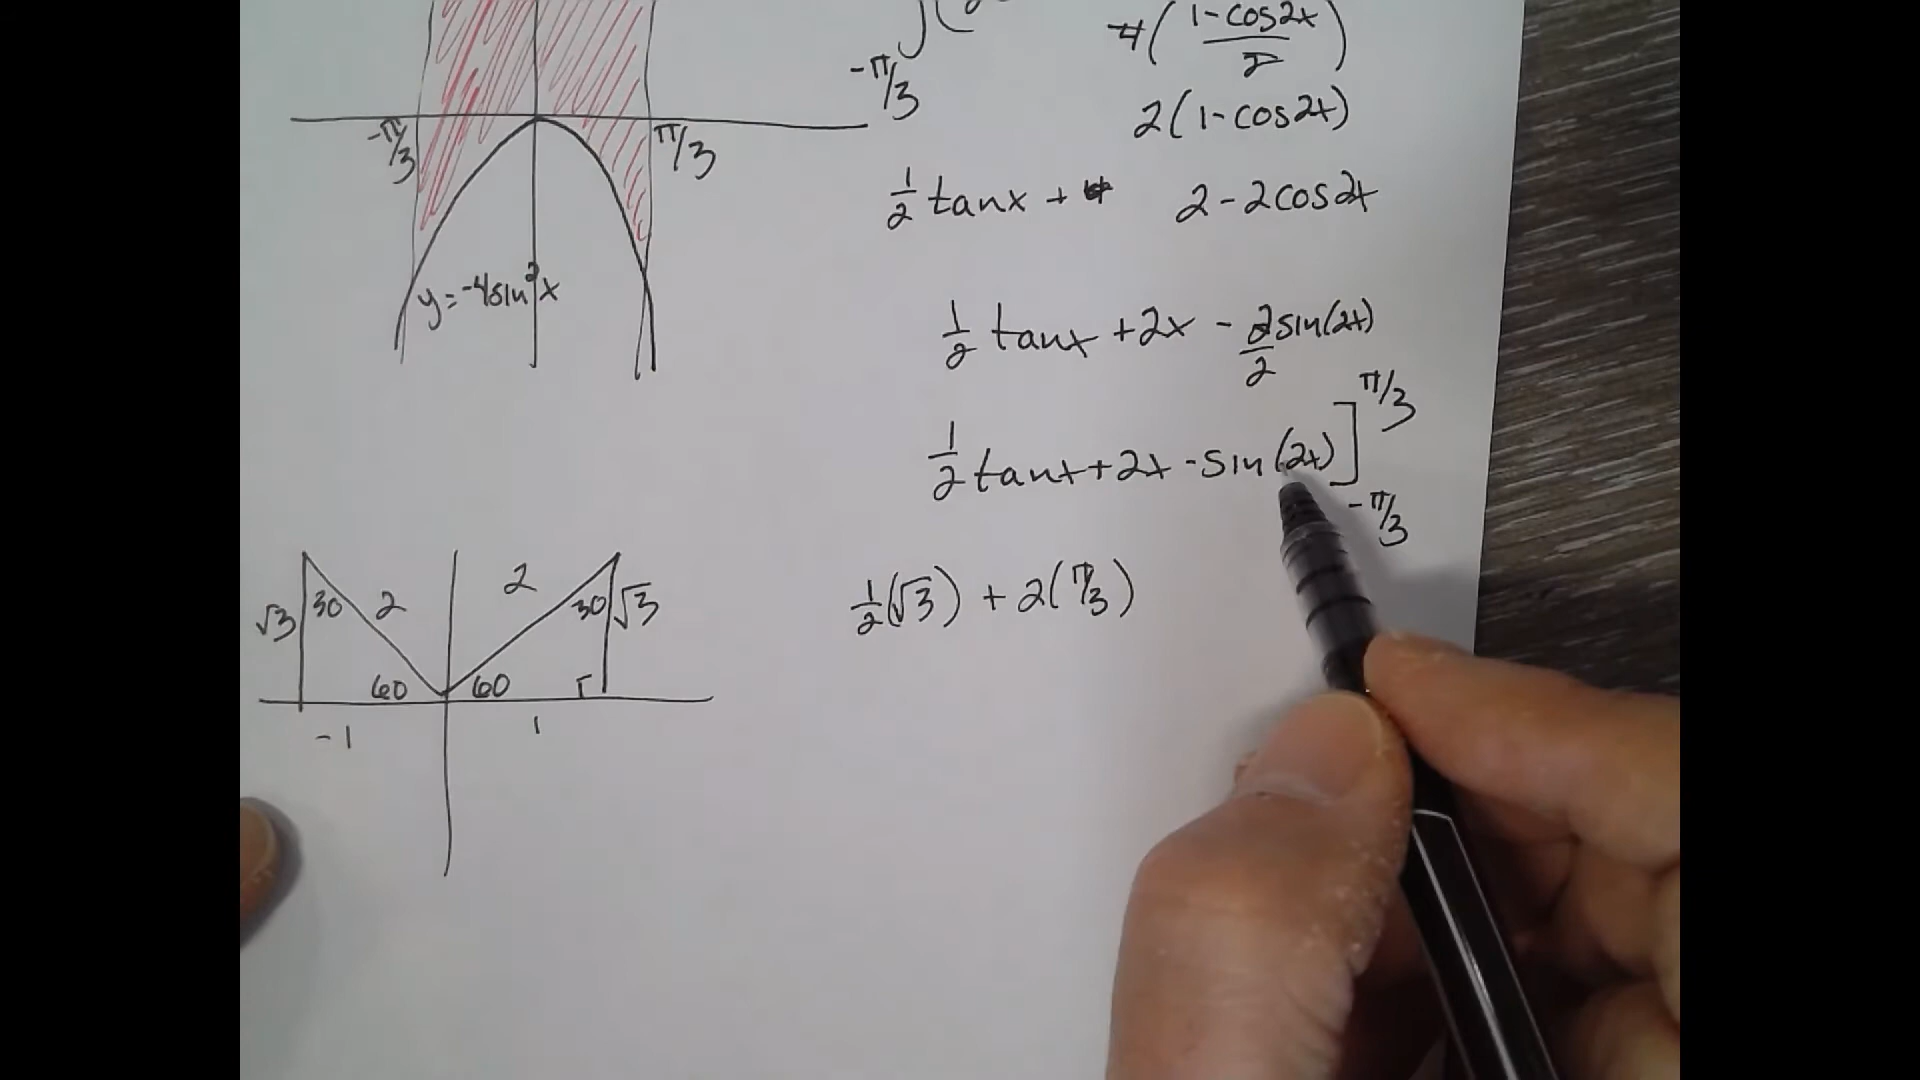 -π/3
π/3
y=-4sin²x
-π/3
4(1-cos2x/2)
2(1-cos2x)
1/2 tanx +
2-2cos2x
1/2 tanx +2x - 2/2 sin(2x)
1/2 tanx+2x -sin(2x)] π/3
-π/3
1/2(√3) + 2(π/3)
√3 30 2 2 30 √3
60 60
-1 1